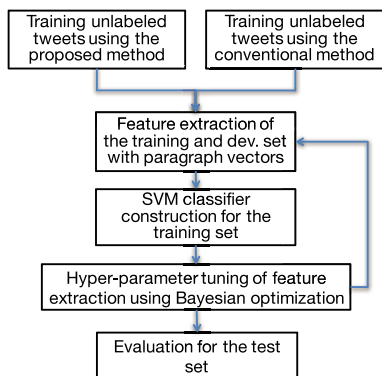 Training unlabeled
tweets using the
proposed method
Training unlabeled
tweets using the
conventional method
Feature extraction of
the training and dev. set
with paragraph vectors
SVM classifier
construction for the
training set
Hyper-parameter tuning of feature
extraction using Bayesian optimization
Evaluation for the test
set